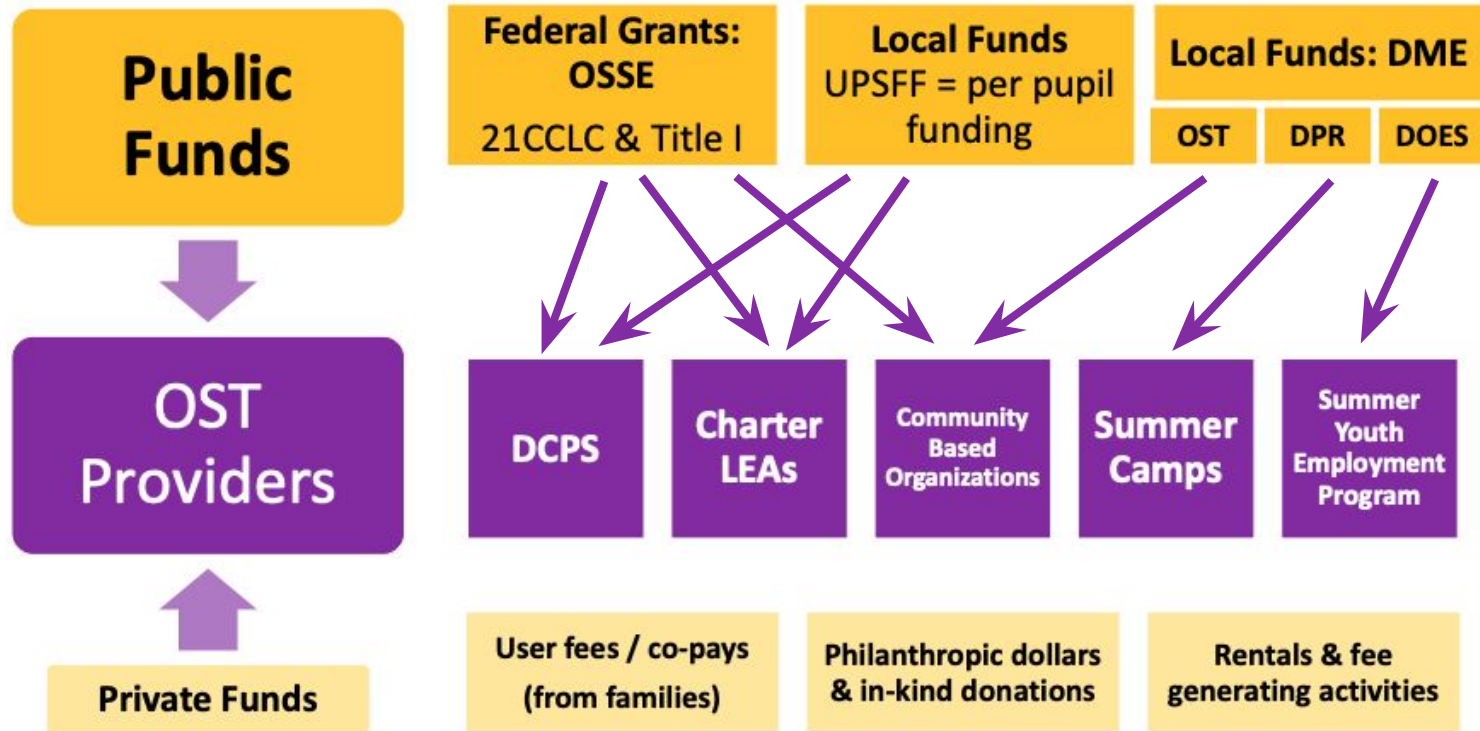 Public
Funds
Federal Grants:
OSSE
21CCLC & Title I
Local Funds
UPSFF = per pupil
funding
Local Funds: DME
OST
DPR
DOES
OST
Providers
DCPS
Charter
LEAs
Community
Based
Organizations
Summer
Camps
Summer
Youth
Employment
Program
Private Funds
User fees / co-pays
(from families)
Philanthropic dollars
& in-kind donations
Rentals & fee
generating activities